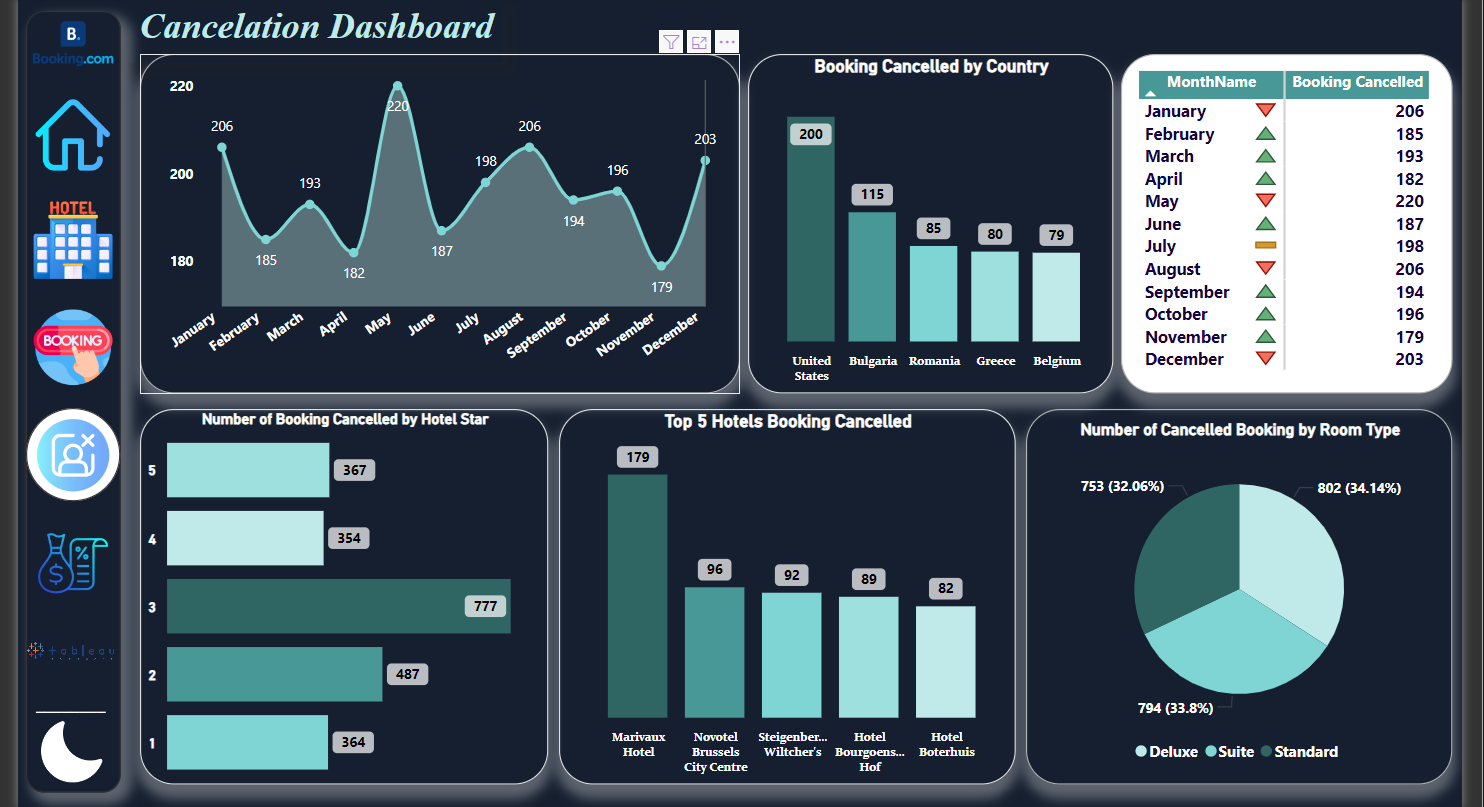 B.
Booking.com
HOTEL
BOOKING
$
%
tableau
Cancelation Dashboard
220
200
180
206
185
193
182
220
187
198
206
194
196
179
203
January
February
March
April
May
June
July
August
September
October
November
December
Booking Cancelled by Country
200
115
85
80
79
United
States
Bulgaria
Romania
Greece
Belgium
MonthName Booking Cancelled
January 206
February 185
March 193
April 182
May 220
June 187
July 198
August 206
September 194
October 196
November 179
December 203
Number of Booking Cancelled by Hotel Star
5 367
4 354
3 777
2 487
1 364
Top 5 Hotels Booking Cancelled
179
96
92
89
82
Marivaux
Hotel
Novotel
Brussels
City Centre
Steigenber...
Wiltcher's
Hotel
Bourgoens...
Hof
Hotel
Boterhuis
Number of Cancelled Booking by Room Type
753 (32.06%)
802 (34.14%)
794 (33.8%)
Deluxe Suite Standard